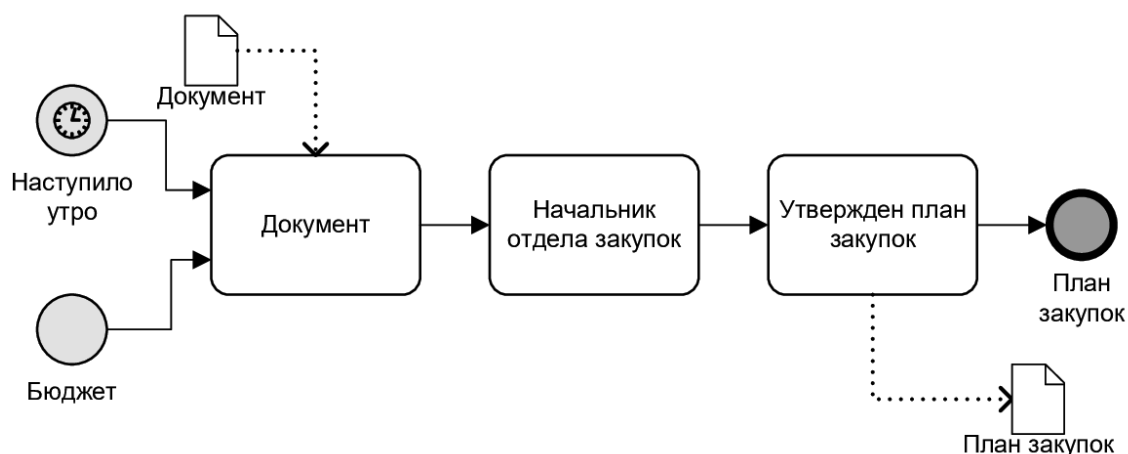 Документ
Наступило
утро
Документ
Начальник
отдела закупок
Утвержден план
закупок
План
закупок
Бюджет
План закупок